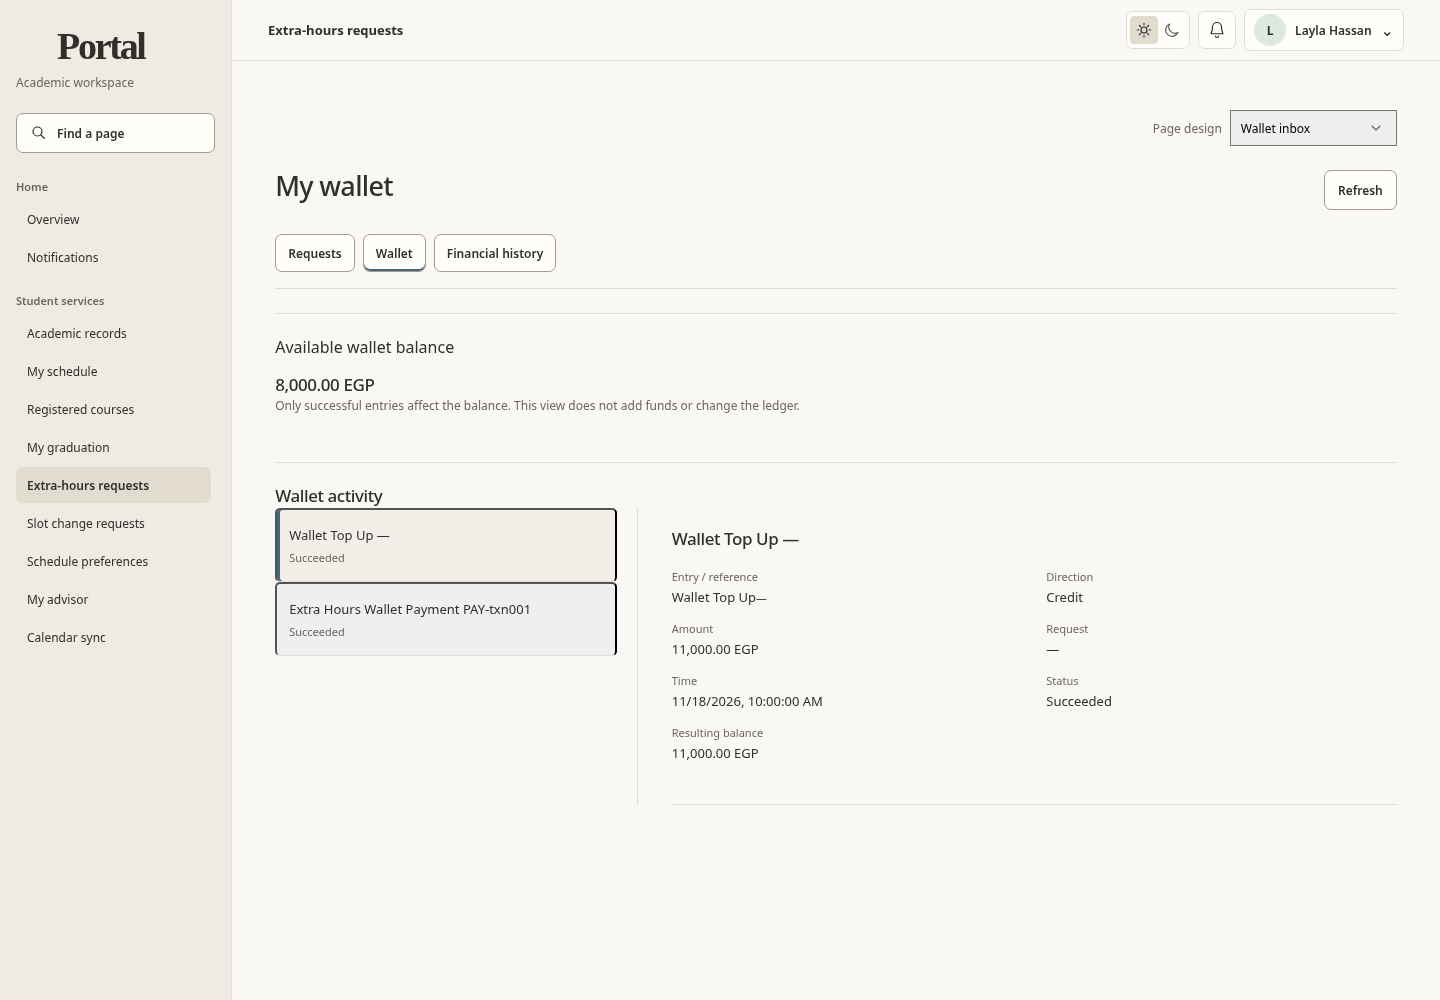 Portal
Academic workspace
Find a page
Home
Overview
Notifications
Student services
Academic records
My schedule
Registered courses
My graduation
Extra-hours requests
Slot change requests
Schedule preferences
My advisor
Calendar sync
Extra-hours requests
L
Layla Hassan
Page design
Wallet inbox
My wallet
Refresh
Requests
Wallet
Financial history
Available wallet balance
8,000.00 EGP
Only successful entries affect the balance. This view does not add funds or change the ledger.
Wallet activity
Wallet Top Up —
Succeeded
Extra Hours Wallet Payment PAY-txn001
Succeeded
Wallet Top Up —
Entry / reference
Wallet Top Up—
Direction
Credit
Amount
11,000.00 EGP
Request
—
Time
11/18/2026, 10:00:00 AM
Status
Succeeded
Resulting balance
11,000.00 EGP